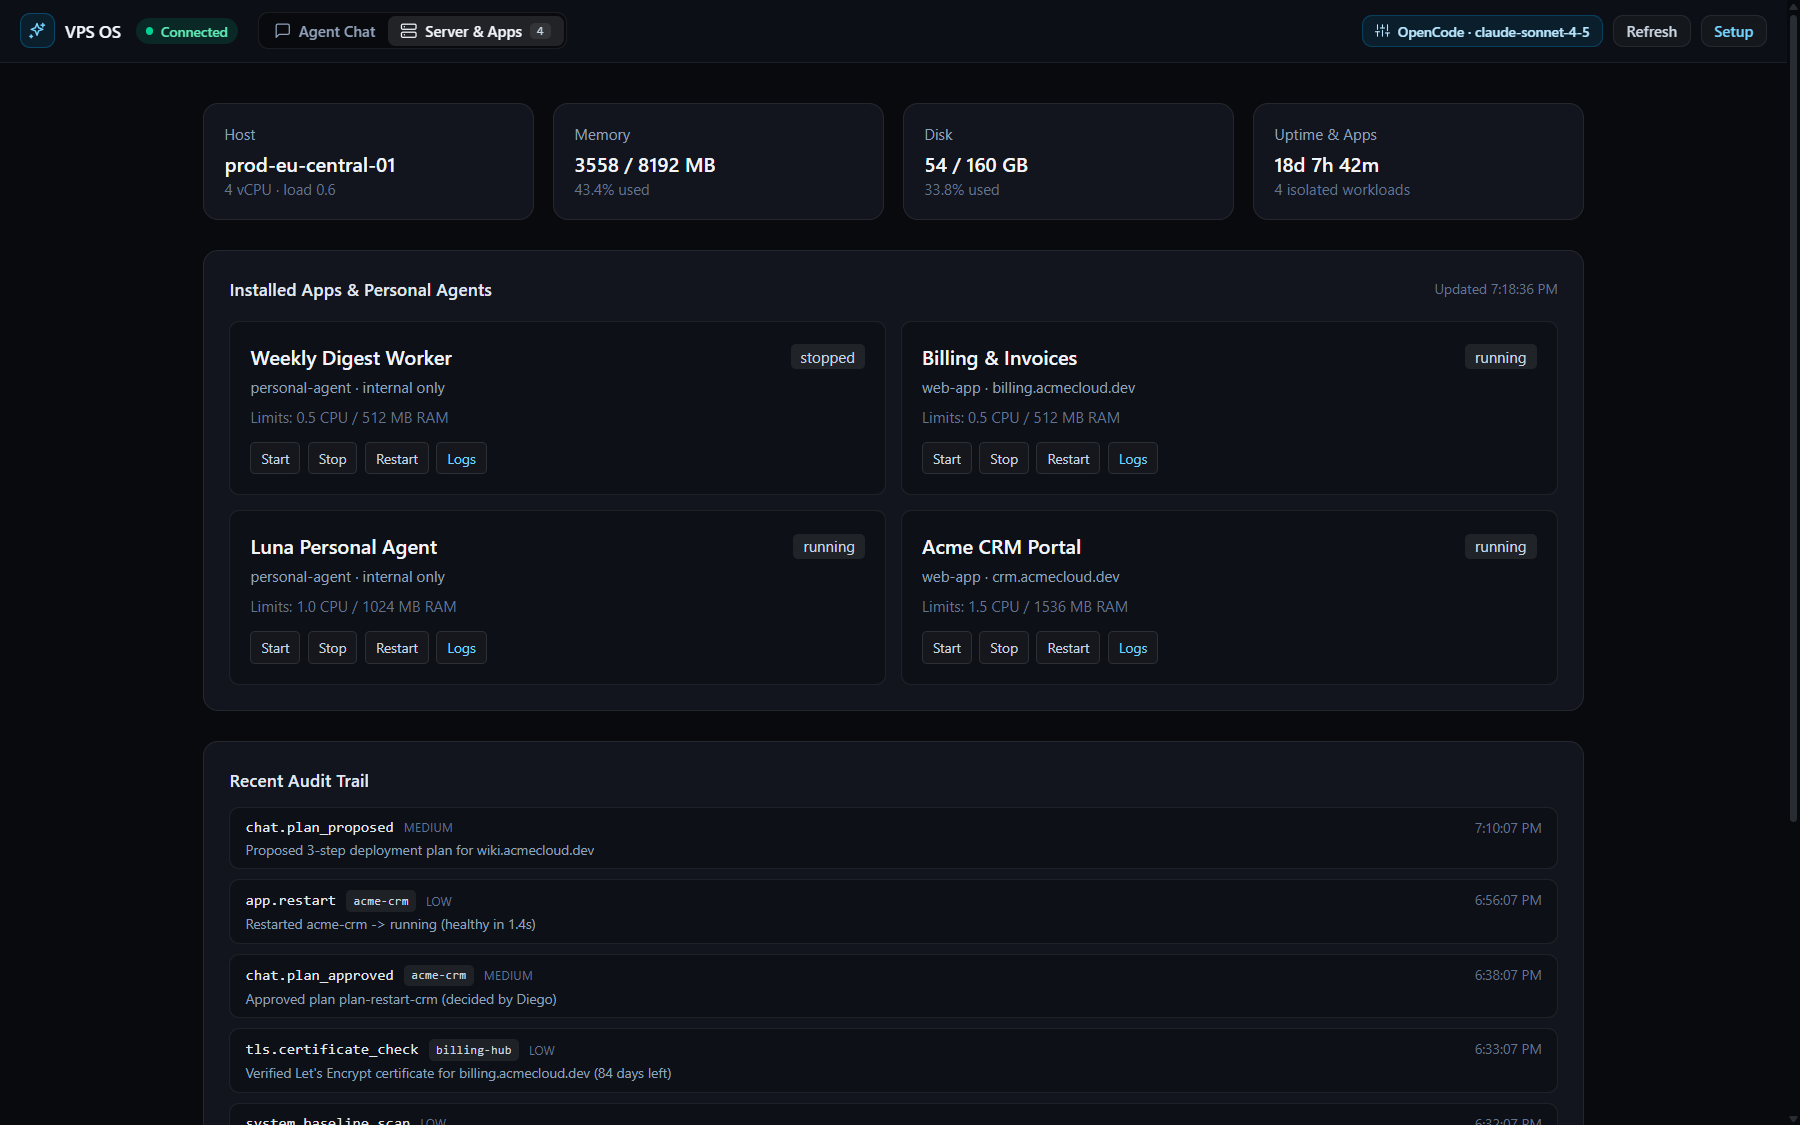 VPS OS
Connected
Agent Chat
Server & Apps 4
OpenCode · claude-sonnet-4-5
Refresh
Setup
Host
prod-eu-central-01
4 vCPU · load 0.6
Memory
3558 / 8192 MB
43.4% used
Disk
54 / 160 GB
33.8% used
Uptime & Apps
18d 7h 42m
4 isolated workloads
Installed Apps & Personal Agents
Updated 7:18:36 PM
Weekly Digest Worker
stopped
personal-agent · internal only
Limits: 0.5 CPU / 512 MB RAM
Start Stop Restart Logs
Billing & Invoices
running
web-app · billing.acmecloud.dev
Limits: 0.5 CPU / 512 MB RAM
Start Stop Restart Logs
Luna Personal Agent
running
personal-agent · internal only
Limits: 1.0 CPU / 1024 MB RAM
Start Stop Restart Logs
Acme CRM Portal
running
web-app · crm.acmecloud.dev
Limits: 1.5 CPU / 1536 MB RAM
Start Stop Restart Logs
Recent Audit Trail
chat.plan_proposed MEDIUM
7:10:07 PM
Proposed 3-step deployment plan for wiki.acmecloud.dev
app.restart acme-crm LOW
6:56:07 PM
Restarted acme-crm -> running (healthy in 1.4s)
chat.plan_approved acme-crm MEDIUM
6:38:07 PM
Approved plan plan-restart-crm (decided by Diego)
tls.certificate_check billing-hub LOW
6:33:07 PM
Verified Let's Encrypt certificate for billing.acmecloud.dev (84 days left)
system.baseline_scan LOW
6:32:07 PM